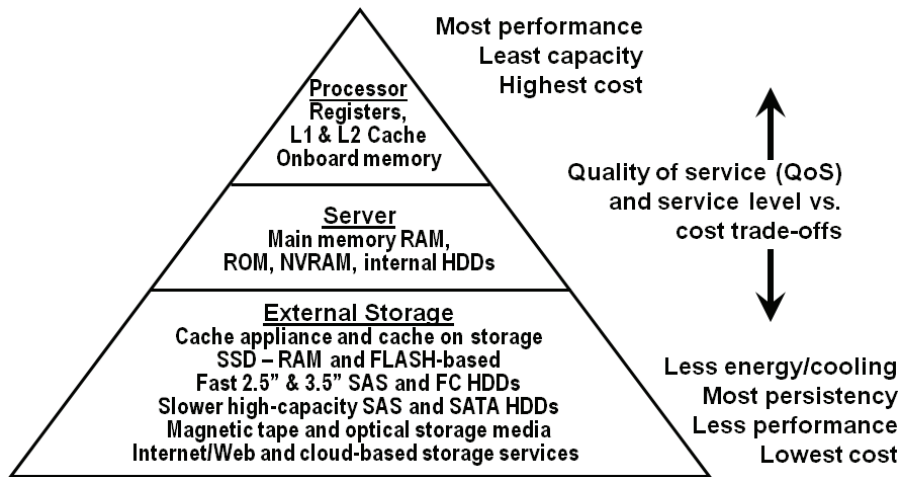 Most performance
Least capacity
Highest cost
Processor
Registers,
L1 & L2 Cache
Onboard memory
Quality of service (QoS)
and service level vs.
cost trade-offs
Server
Main memory RAM,
ROM, NVRAM, internal HDDs
External Storage
Cache appliance and cache on storage
SSD – RAM and FLASH-based
Fast 2.5” & 3.5” SAS and FC HDDs
Slower high-capacity SAS and SATA HDDs
Magnetic tape and optical storage media
Internet/Web and cloud-based storage services
Less energy/cooling
Most persistency
Less performance
Lowest cost